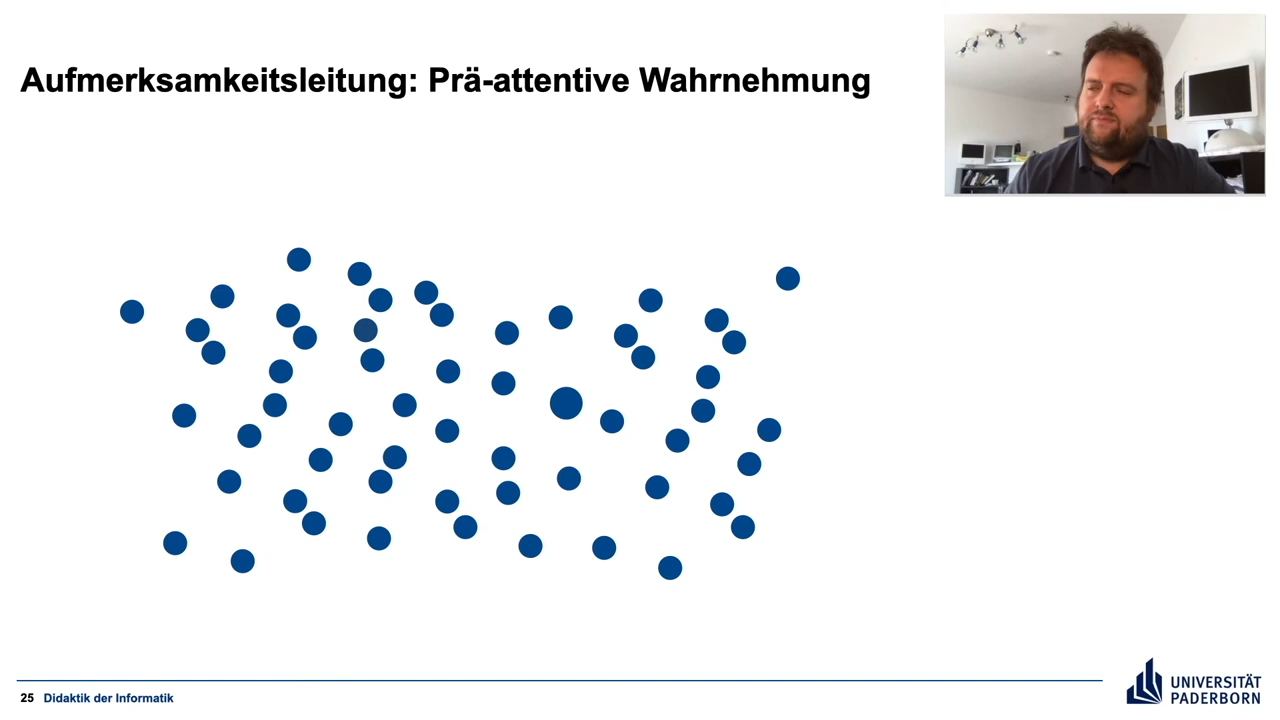 Aufmerksamkeitsleitung: Prä-attentive Wahrnehmung
25 Didaktik der Informatik
UNIVERSITÄT
PADERBORN